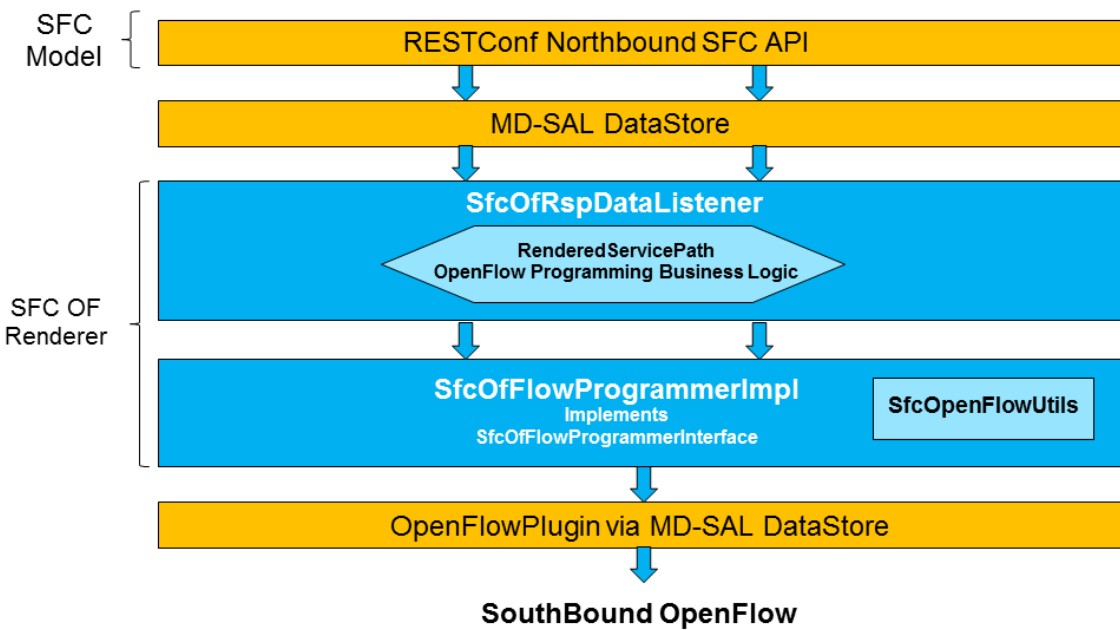 SFC
Model
RESTConf Northbound SFC API
MD-SAL DataStore
SfcOfRspDataListener
RenderedServicePath
OpenFlow Programming Business Logic
SFC OF
Renderer
SfcOfFlowProgrammerImpl
Implements
SfcOfFlowProgrammerInterface
SfcOpenFlowUtils
OpenFlowPlugin via MD-SAL DataStore
SouthBound OpenFlow